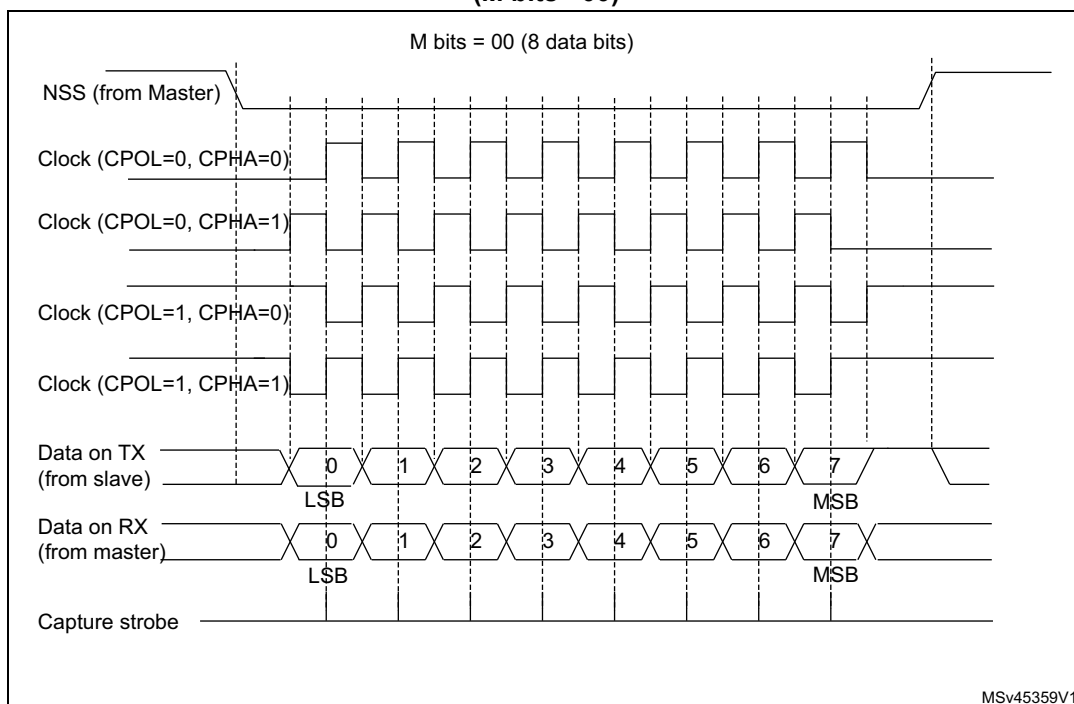 M bits = 00 (8 data bits)
NSS (from Master)
Clock (CPOL=0, CPHA=0)
Clock (CPOL=0, CPHA=1)
Clock (CPOL=1, CPHA=0)
Clock (CPOL=1, CPHA=1)
Data on TX
(from slave)
0 1 2 3 4 5 6 7
LSB MSB
Data on RX
(from master)
0 1 2 3 4 5 6 7
LSB MSB
Capture strobe
MSv45359V1